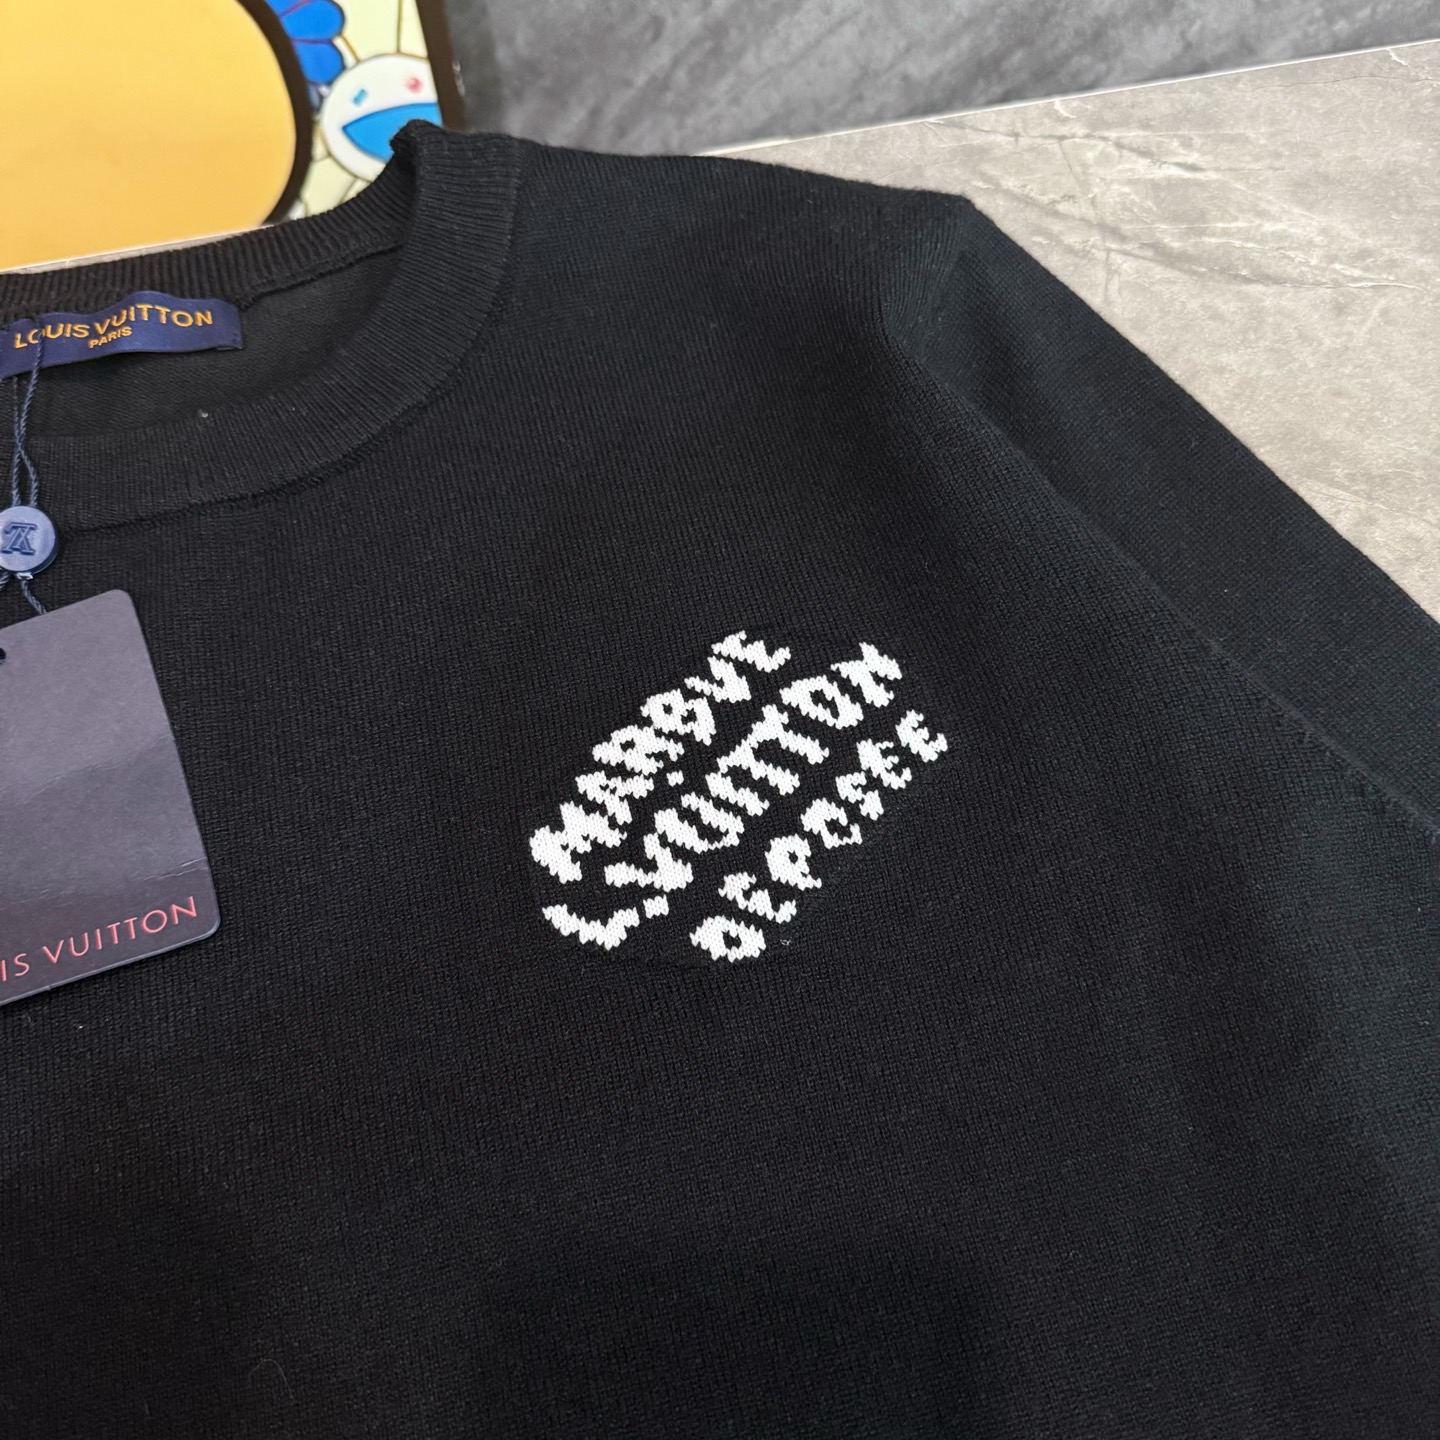 LOUIS VUITTON
PARIS
IS VUITTON
MARQUE
L.VUITTON
DEPOSEE